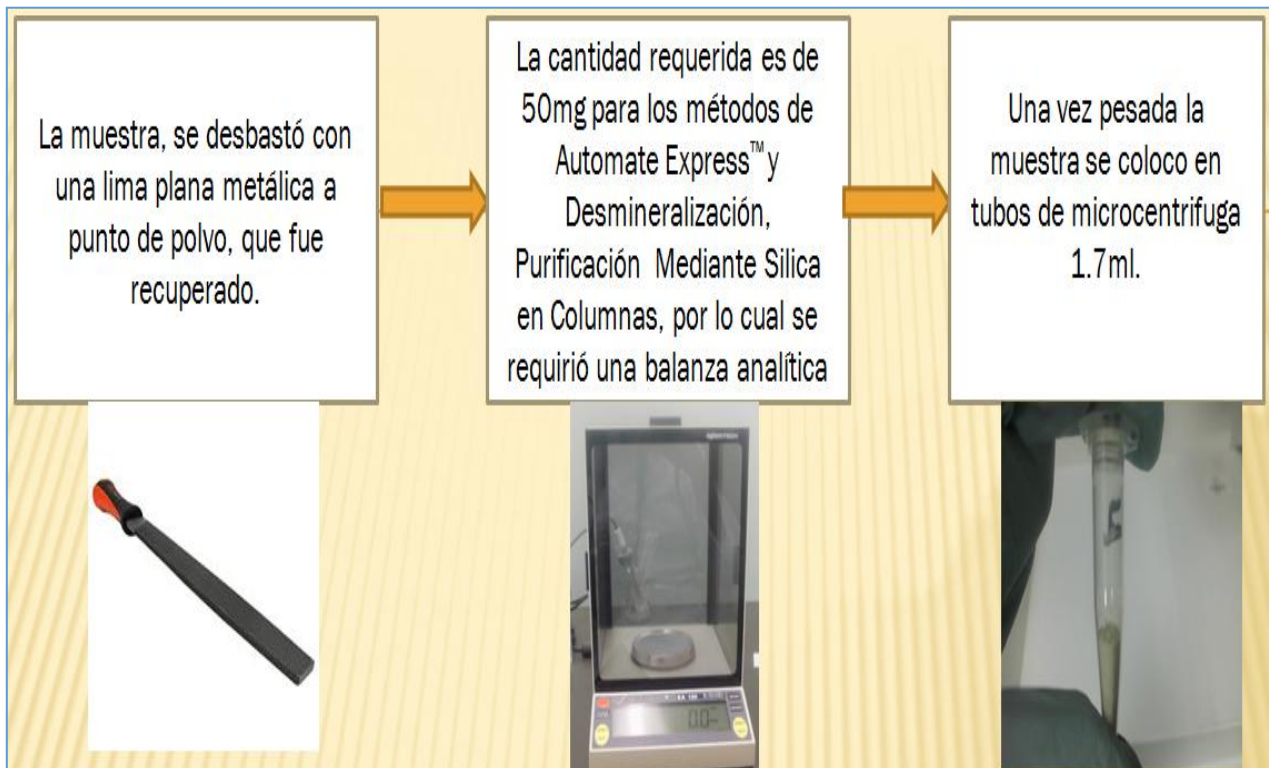 La muestra, se desbastó con
una lima plana metálica a
punto de polvo, que fue
recuperado.
La cantidad requerida es de
50mg para los métodos de
Automate Express™ y
Desmineralización,
Purificación Mediante Silica
en Columnas, por lo cual se
requirió una balanza analítica
Una vez pesada la
muestra se coloco en
tubos de microcentrifuga
1.7ml.